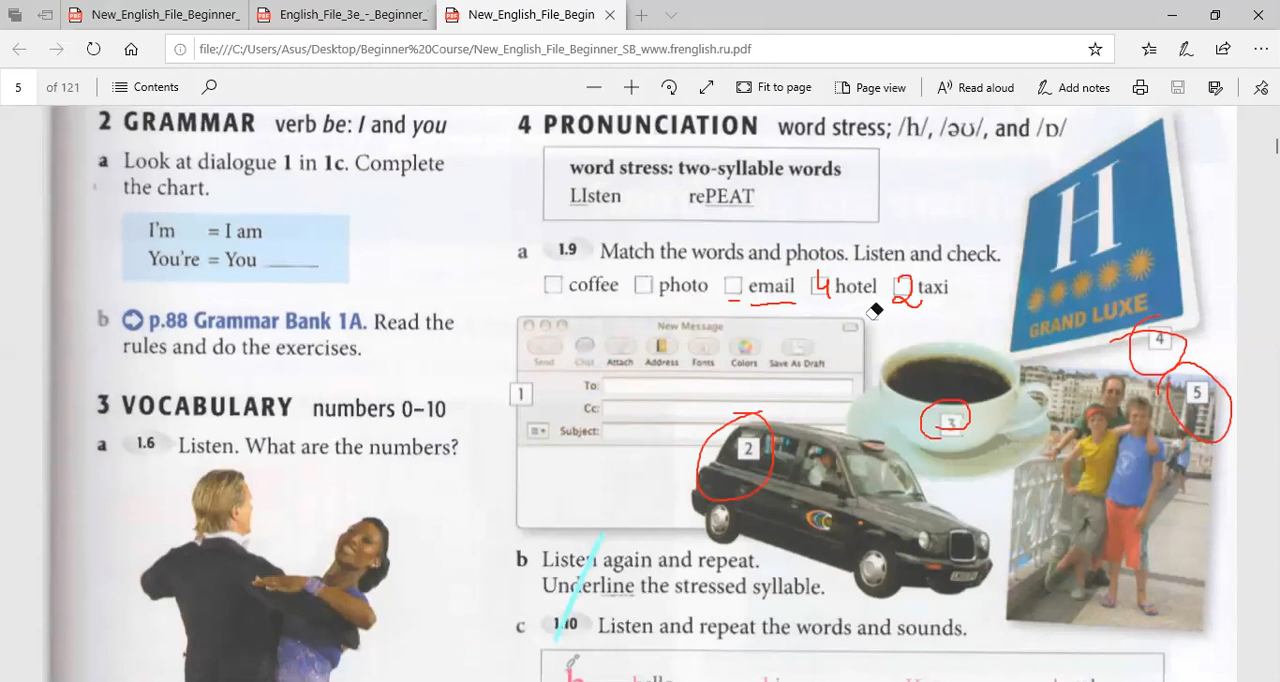 New_English_File_Beginner_
English_File_3e_-_Beginner_
New_English_File_Begin
file:///C:/Users/Asus/Desktop/Beginner%20Course/New_English_File_Beginner_SB_www.frenglish.ru.pdf
5 of 121 Contents Fit to page Page view Read aloud Add notes
2 GRAMMAR verb be: I and you
a Look at dialogue 1 in 1c. Complete
the chart.
I'm = I am
You're = You ______
b p.88 Grammar Bank 1A. Read the
rules and do the exercises.
3 VOCABULARY numbers 0–10
a 1.6 Listen. What are the numbers?
4 PRONUNCIATION word stress; /h/, /əʊ/, and /ɒ/
word stress: two-syllable words
LIsten rePEAT
a 1.9 Match the words and photos. Listen and check.
coffee photo email 4 hotel 2 taxi
H
GRAND LUXE
New Message
Send Chat Attach Address Fonts Colors Save As Draft
1
To:
Cc:
Subject:
2
3
4
5
b Listen again and repeat.
Underline the stressed syllable.
c 1.10 Listen and repeat the words and sounds.